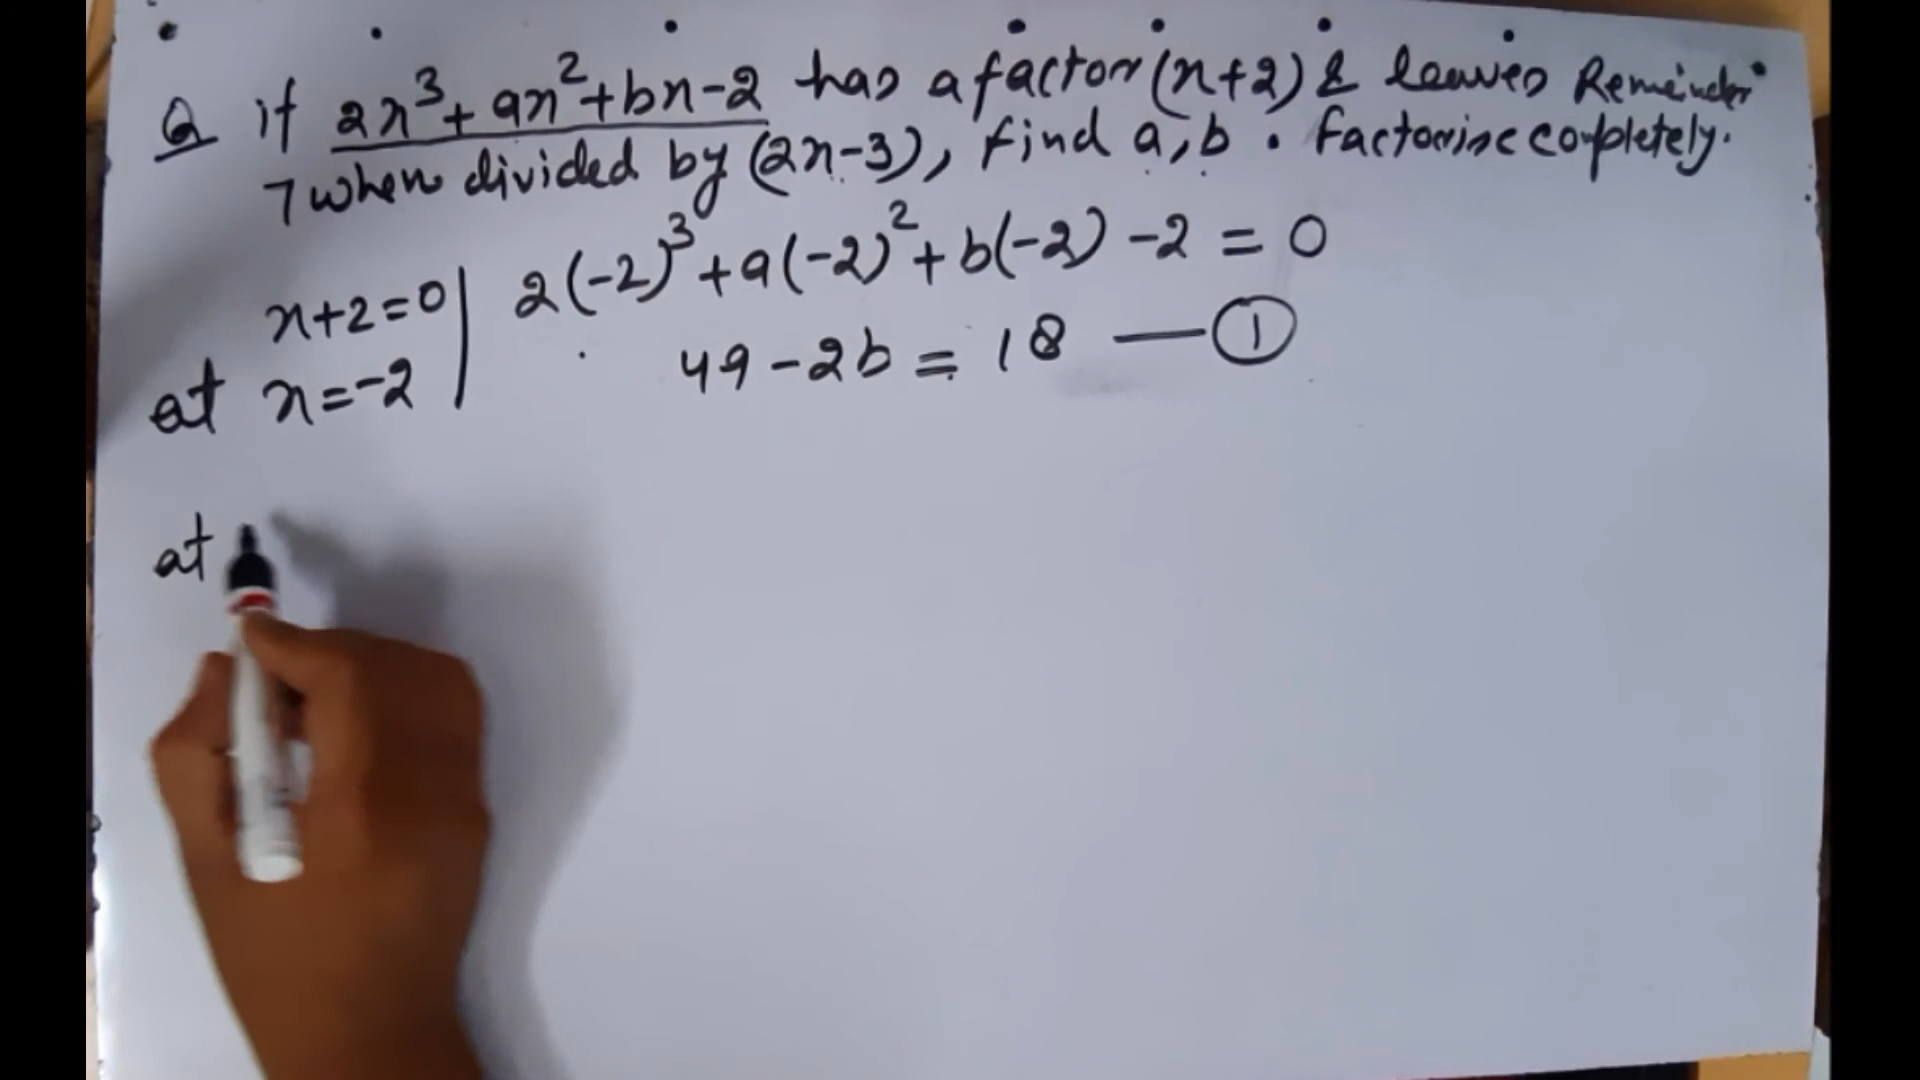 Q if 2x³ + ax² + bx - 2 has a factor (x+2) & leaves Remeinder
7 when divided by (2x-3), find a, b . Factorise completely.
x+2=0 | 2(-2)³ + a(-2)² + b(-2) - 2 = 0
at x=-2 | 4a - 2b = 18 — ①
at